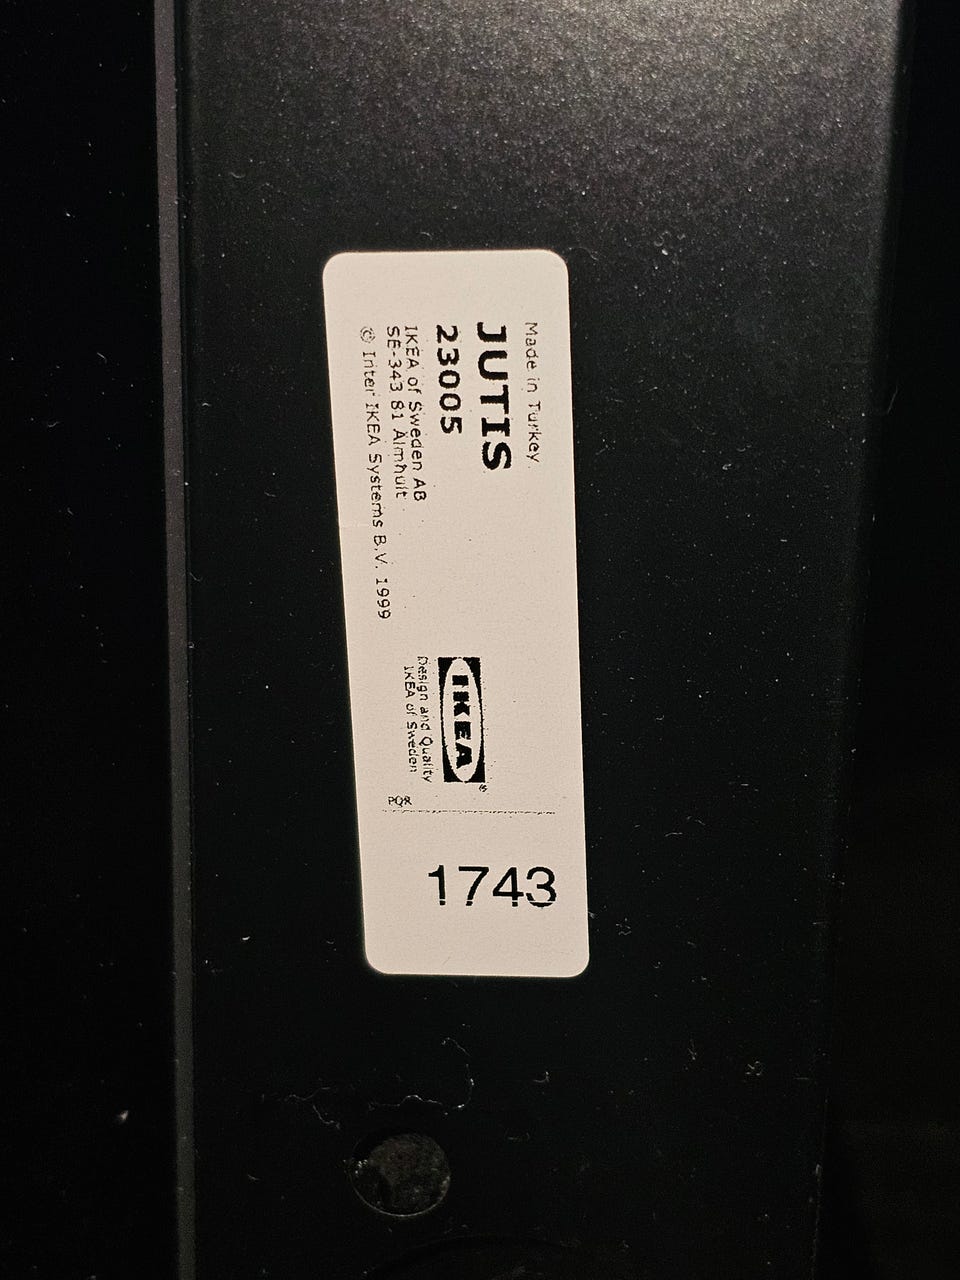 Made in Turkey
JUTIS
23005
IKEA of Sweden AB
SE-343 81 Älmhult
© Inter IKEA Systems B.V. 1999
IKEA®
Design and Quality
IKEA of Sweden
PQR
1743